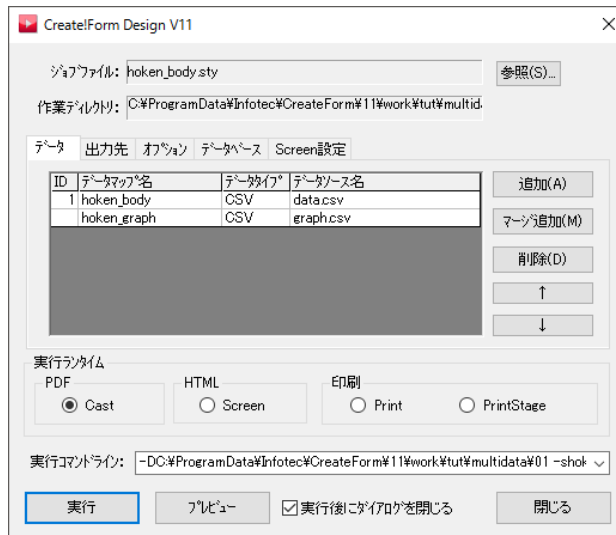 Create!Form Design V11
ジョブファイル: hoken_body.sty 参照(S)...
作業ディレクトリ: C:¥ProgramData¥Infotec¥CreateForm¥11¥work¥tut¥multid
データ 出力先 オプション データベース Screen設定
ID データマップ名 データタイプ データソース名
1 hoken_body CSV data.csv
hoken_graph CSV graph.csv
追加(A)
マージ追加(M)
削除(D)
↑
↓
実行ランタイム
PDF HTML 印刷
Cast Screen Print PrintStage
実行コマンドライン: -DC:¥ProgramData¥Infotec¥CreateForm¥11¥work¥tut¥multidata¥01 -shok
実行 プレビュー 実行後にダイアログを閉じる 閉じる